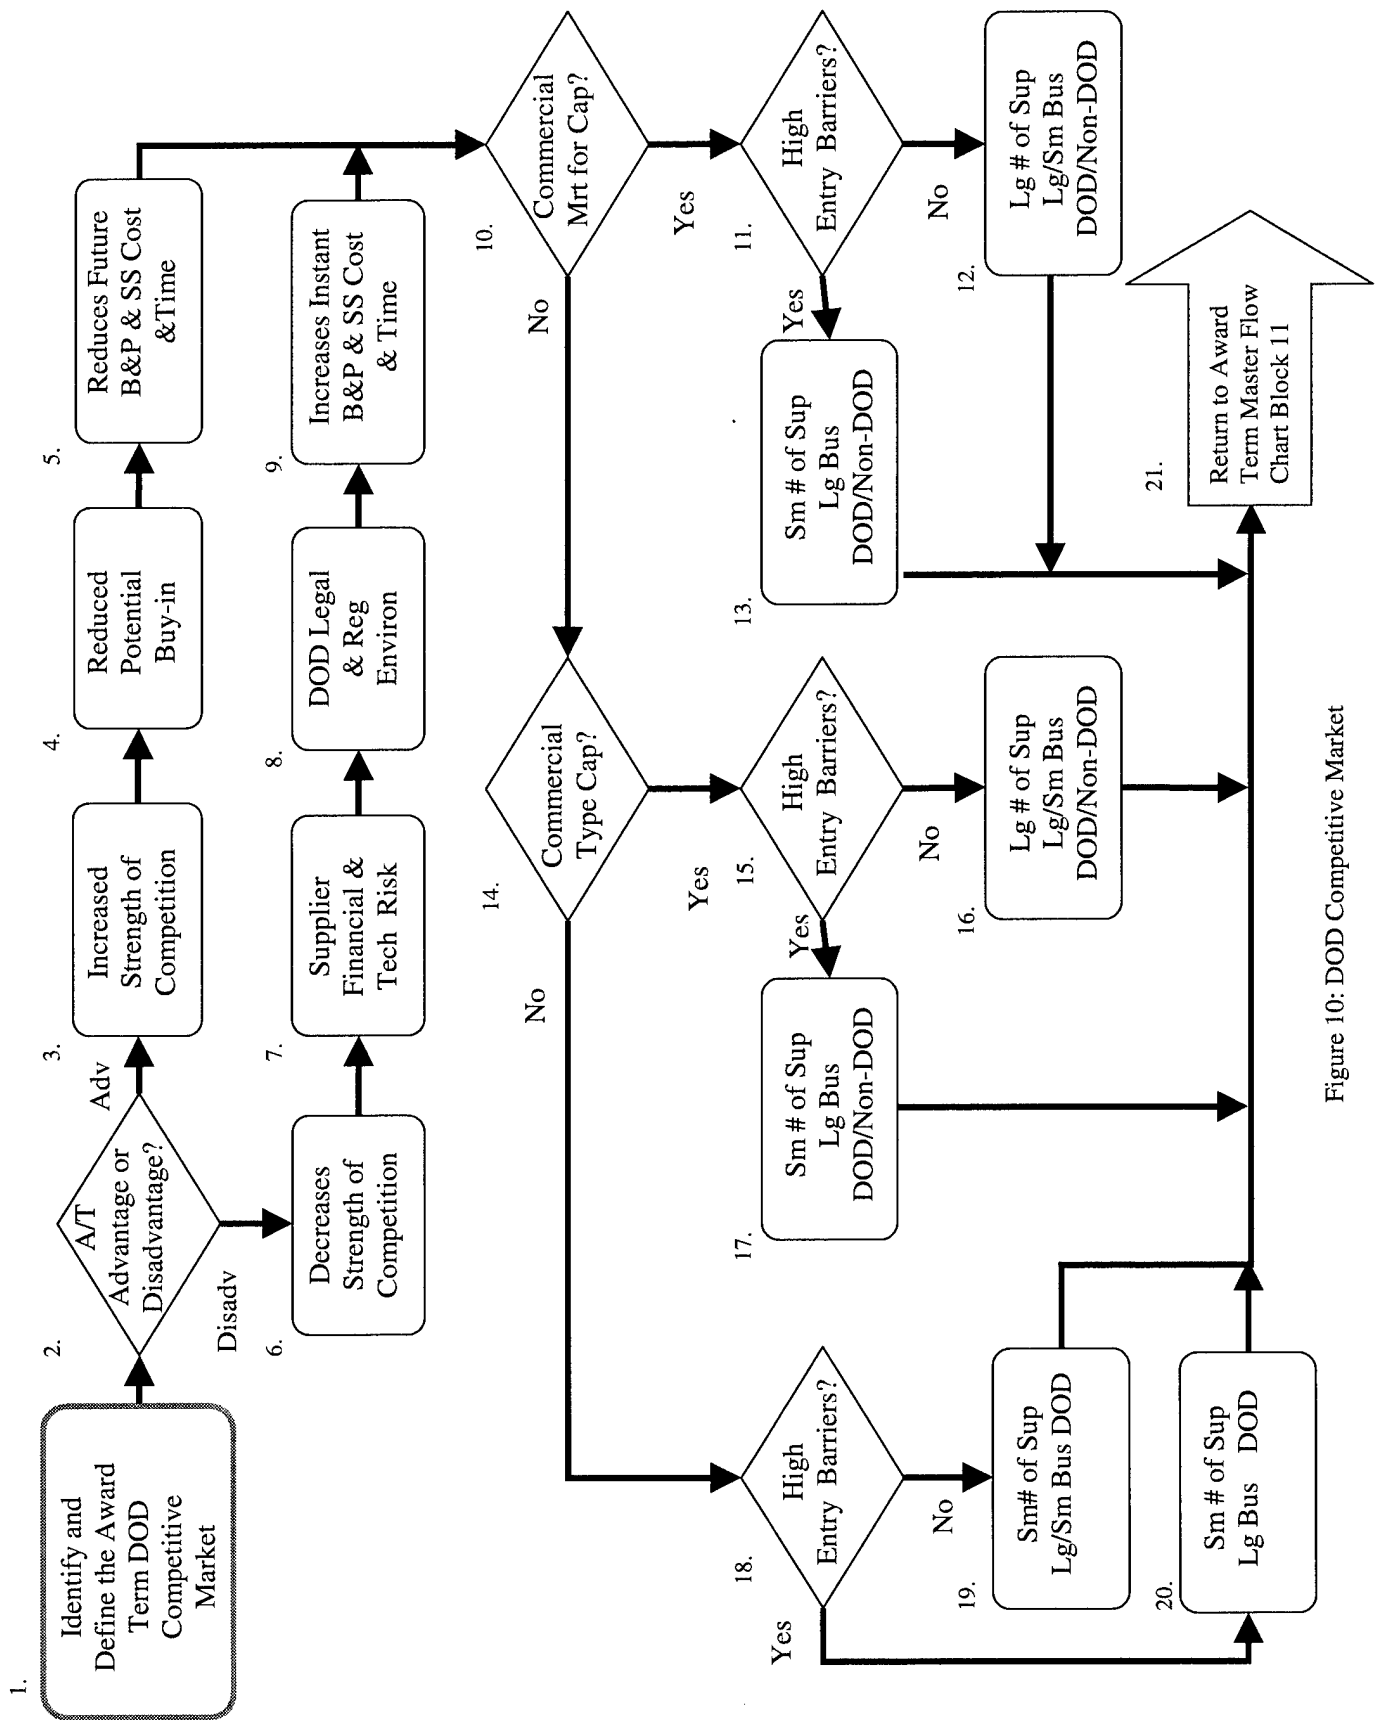 1.
Identify and
Define the Award
Term DOD
Competitive
Market
2.
A/T
Advantage or
Disadvantage?
Adv
Disadv
3.
Increased
Strength of
Competition
4.
Reduced
Potential
Buy-in
5.
Reduces Future
B&P & SS Cost
&Time
6.
Decreases
Strength of
Competition
7.
Supplier
Financial &
Tech Risk
8.
DOD Legal
& Reg
Environ
9.
Increases Instant
B&P & SS Cost
& Time
10.
Commercial
Mrt for Cap?
No
Yes
11.
High
Entry Barriers?
Yes
No
12.
Lg # of Sup
Lg/Sm Bus
DOD/Non-DOD
13.
Sm # of Sup
Lg Bus
DOD/Non-DOD
14.
Commercial
Type Cap?
No
Yes
15.
High
Entry Barriers?
Yes
No
16.
Lg # of Sup
Lg/Sm Bus
DOD/Non-DOD
17.
Sm # of Sup
Lg Bus
DOD/Non-DOD
18.
High
Entry Barriers?
Yes
No
19.
Sm# of Sup
Lg/Sm Bus DOD
20.
Sm # of Sup
Lg Bus DOD
21.
Return to Award
Term Master Flow
Chart Block 11
Figure 10: DOD Competitive Market